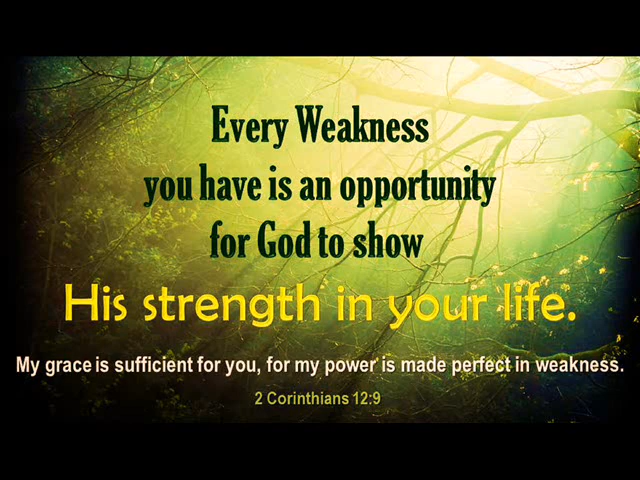 Every Weakness
you have is an opportunity
for God to show
His strength in your life.
My grace is sufficient for you, for my power is made perfect in weakness.
2 Corinthians 12:9